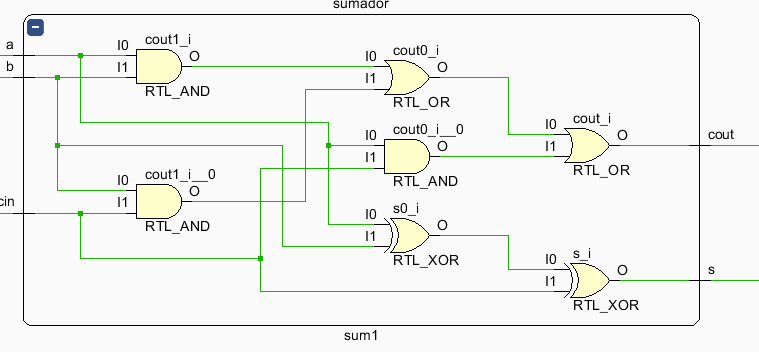 sumador
a
b
cin
I0
I1
cout1_i
O
RTL_AND
I0
I1
cout1_i__0
O
RTL_AND
I0
I1
cout0_i
O
RTL_OR
I0
I1
cout0_i__0
O
RTL_AND
I0
I1
s0_i
O
RTL_XOR
I0
I1
cout_i
O
RTL_OR
cout
I0
I1
s_i
O
RTL_XOR
s
sum1